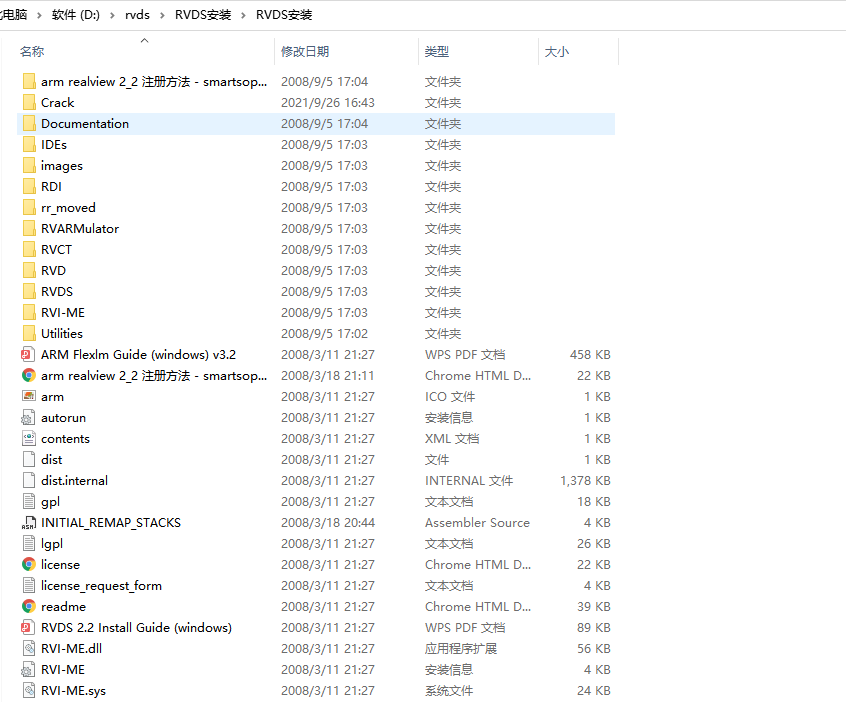 电脑 › 软件 (D:) › rvds › RVDS安装 › RVDS安装
名称 修改日期 类型 大小
arm realview 2_2 注册方法 - smartsop... 2008/9/5 17:04 文件夹
Crack 2021/9/26 16:43 文件夹
Documentation 2008/9/5 17:04 文件夹
IDEs 2008/9/5 17:03 文件夹
images 2008/9/5 17:03 文件夹
RDI 2008/9/5 17:03 文件夹
rr_moved 2008/9/5 17:03 文件夹
RVARMulator 2008/9/5 17:03 文件夹
RVCT 2008/9/5 17:03 文件夹
RVD 2008/9/5 17:03 文件夹
RVDS 2008/9/5 17:03 文件夹
RVI-ME 2008/9/5 17:03 文件夹
Utilities 2008/9/5 17:02 文件夹
ARM Flexlm Guide (windows) v3.2 2008/3/11 21:27 WPS PDF 文档 458 KB
arm realview 2_2 注册方法 - smartsop... 2008/3/18 21:11 Chrome HTML D... 22 KB
arm 2008/3/11 21:27 ICO 文件 1 KB
autorun 2008/3/11 21:27 安装信息 1 KB
contents 2008/3/11 21:27 XML 文档 1 KB
dist 2008/3/11 21:27 文件 1 KB
dist.internal 2008/3/11 21:27 INTERNAL 文件 1,378 KB
gpl 2008/3/11 21:27 文本文档 18 KB
INITIAL_REMAP_STACKS 2008/3/18 20:44 Assembler Source 4 KB
lgpl 2008/3/11 21:27 文本文档 26 KB
license 2008/3/11 21:27 Chrome HTML D... 22 KB
license_request_form 2008/3/11 21:27 文本文档 4 KB
readme 2008/3/11 21:27 Chrome HTML D... 39 KB
RVDS 2.2 Install Guide (windows) 2008/3/11 21:27 WPS PDF 文档 89 KB
RVI-ME.dll 2008/3/11 21:27 应用程序扩展 56 KB
RVI-ME 2008/3/11 21:27 安装信息 4 KB
RVI-ME.sys 2008/3/11 21:27 系统文件 24 KB